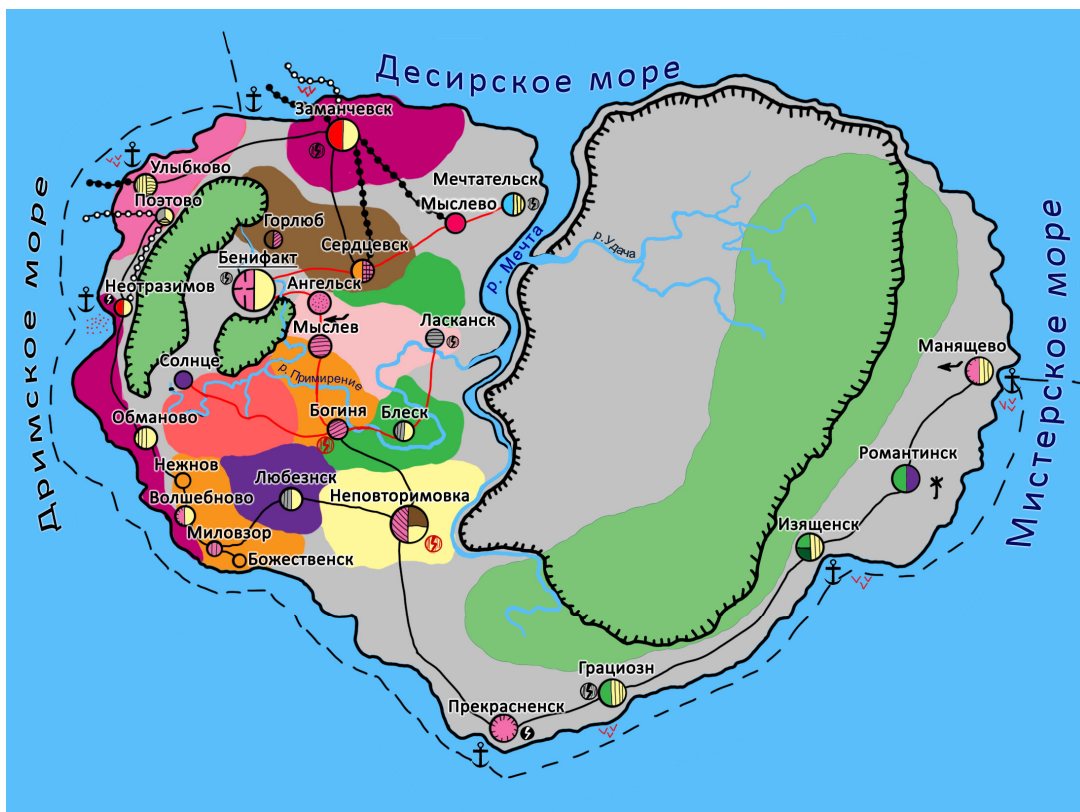 Десирское море
Заманчевск
Улыбково
Поэтово
Мечтательск
Мыслево
Горлюб
Сердцевск
Бенифакт
Ангельск
Неотразимов
р. Мечта
р.Удача
Дримское море
Мистерское море
Мыслев
Ласканск
Солнце
р. Примирение
Манящево
Обманово
Богиня
Блеск
Нежнов
Любезнск
Неповторимовка
Романтинск
Волшебново
Миловзор
Божественск
Изященск
Грациозн
Прекрасненск